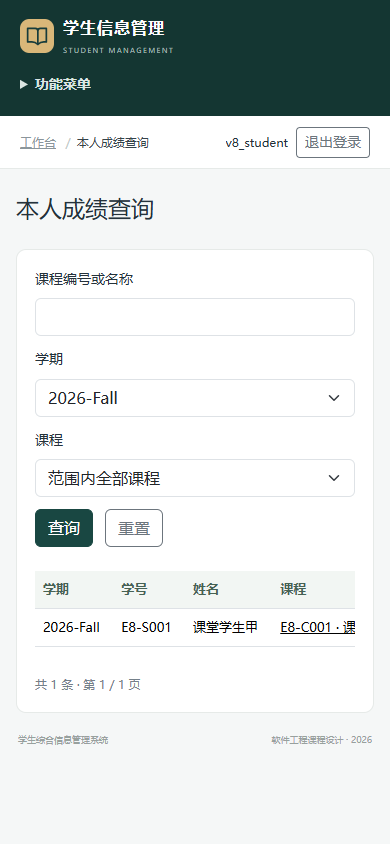 学生信息管理
STUDENT MANAGEMENT
▶ 功能菜单
工作台 / 本人成绩查询 v8_student 退出登录
本人成绩查询
课程编号或名称
学期
2026-Fall
课程
范围内全部课程
查询 重置
学期 学号 姓名 课程
2026-Fall E8-S001 课堂学生甲 E8-C001 · 课
共 1 条 · 第 1 / 1 页
学生综合信息管理系统 软件工程课程设计 · 2026